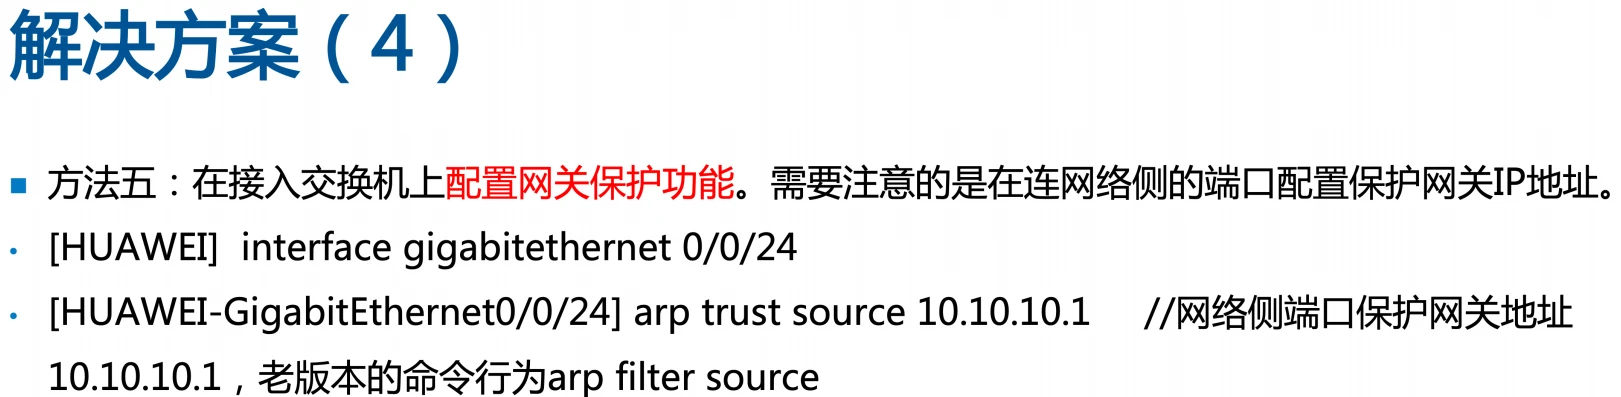 解决方案（4）
方法五：在接入交换机上配置网关保护功能。需要注意的是在连网络侧的端口配置保护网关IP地址。
[HUAWEI]  interface gigabitethernet 0/0/24
[HUAWEI-GigabitEthernet0/0/24] arp trust source 10.10.10.1     //网络侧端口保护网关地址
10.10.10.1，老版本的命令行为arp filter source